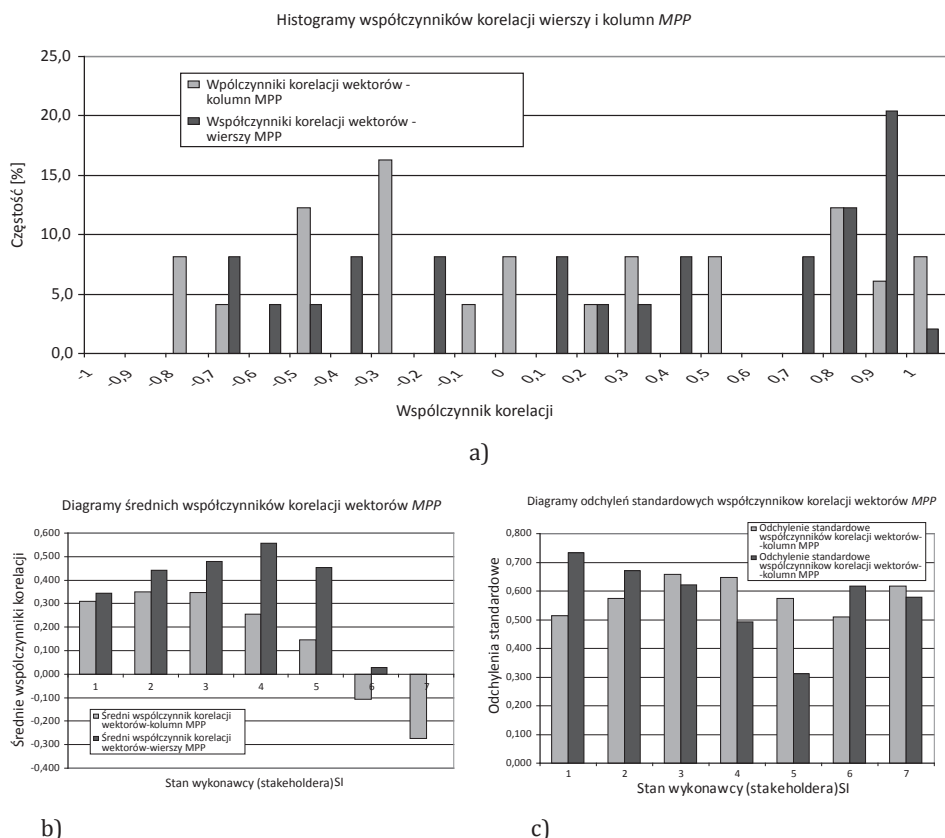 Histogramy współczynników korelacji wierszy i kolumn MPP
25,0
20,0
15,0
10,0
5,0
0,0
Częstość [%]
Wpólczynniki korelacji wektorów -
kolumn MPP
Współczynniki korelacji wektorów -
wierszy MPP
-1
-0,9
-0,8
-0,7
-0,6
-0,5
-0,4
-0,3
-0,2
-0,1
0
0,1
0,2
0,3
0,4
0,5
0,6
0,7
0,8
0,9
1
Wspólczynnik korelacji
a)
Diagramy średnich współczynników korelacji wektorów MPP
0,600
0,500
0,400
0,300
0,200
0,100
0,000
-0,100
-0,200
-0,300
-0,400
Średnie wspólczynniki korelacji
1
2
3
4
5
6
7
Średni wspólczynnik korelacji
wektorów-kolumn MPP
Średni wspólczynnik korelacji
wektorów-wierszy MPP
Stan wykonawcy (stakeholdera)SI
b)
Diagramy odchyleń standardowych współczynnikow korelacji wektorów MPP
0,800
0,700
0,600
0,500
0,400
0,300
0,200
0,100
0,000
Odchylenia standardowe
Odchylenie standardowe
współczynników korelacji wektorów-
-kolumn MPP
Odchylenie standardowe
współczynnikow korelacji wektorów-
-kolumn MPP
1
2
3
4
5
6
7
Stan wykonawcy (stakeholdera)SI
c)